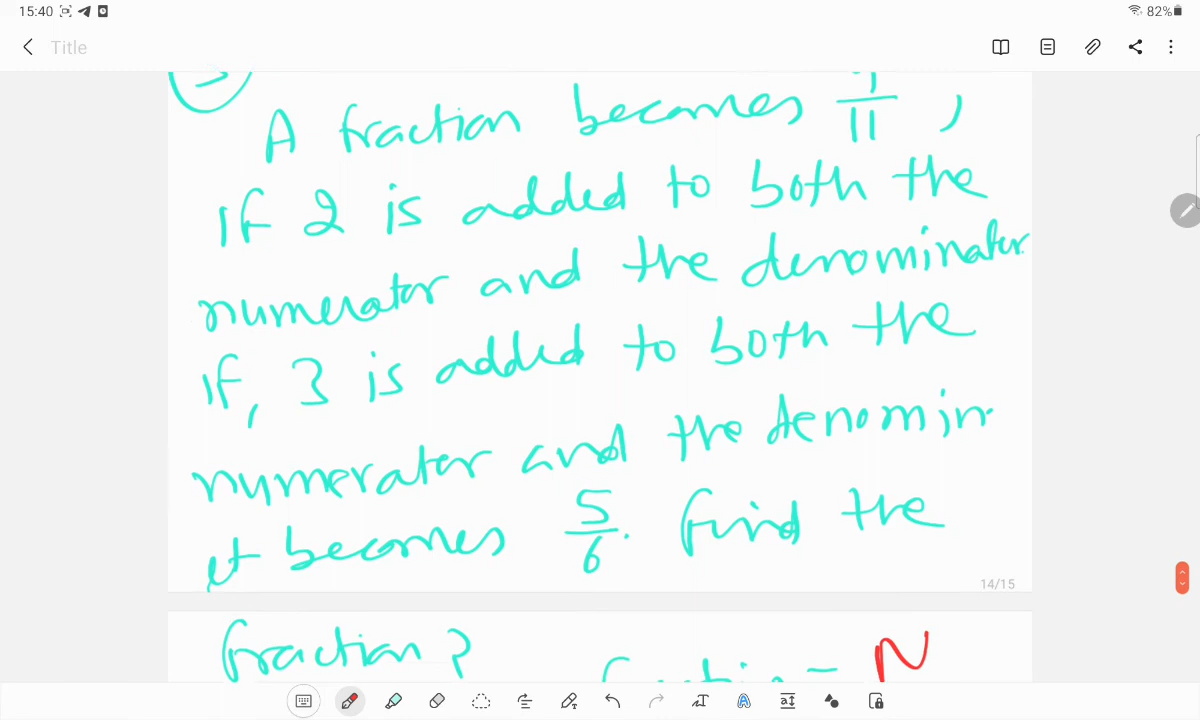 15:40 82%
Title
A fraction becomes /11 ,
if 2 is added to both the
numerator and the denominator.
if, 3 is added to both the
numerator and the denomin
it becomes 5/6. find the
14/15
fraction ? = N